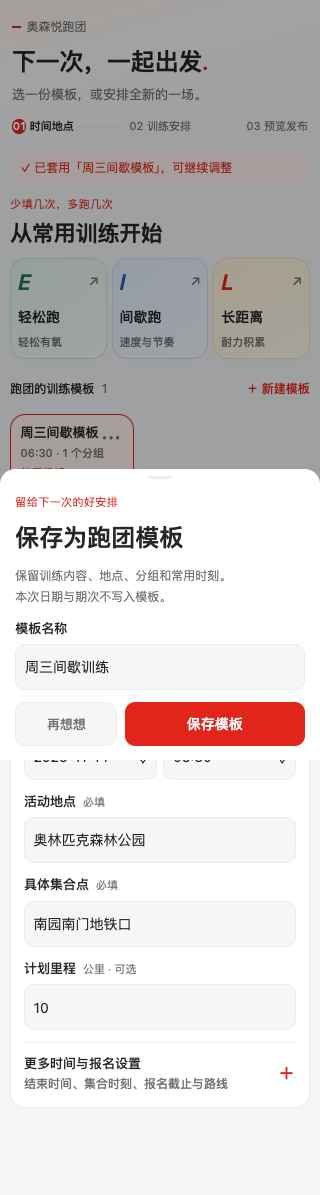 奥森悦跑团
下一次，一起出发.
选一份模板，或安排全新的一场。
01 时间地点 02 训练安排 03 预览发布
✓ 已套用「周三间歇模板」，可继续调整
少填几次，多跑几次
从常用训练开始
E ↗ I ↗ L ↗
轻松跑 间歇跑 长距离
轻松有氧 速度与节奏 耐力积累
跑团的训练模板 1 + 新建模板
周三间歇模板 ...
06:30 · 1 个分组
留给下一次的好安排
保存为跑团模板
保留训练内容、地点、分组和常用时刻。
本次日期与期次不写入模板。
模板名称
周三间歇训练
再想想 保存模板
活动地点 必填
奥林匹克森林公园
具体集合点 必填
南园南门地铁口
计划里程 公里 · 可选
10
更多时间与报名设置 +
结束时间、集合时刻、报名截止与路线